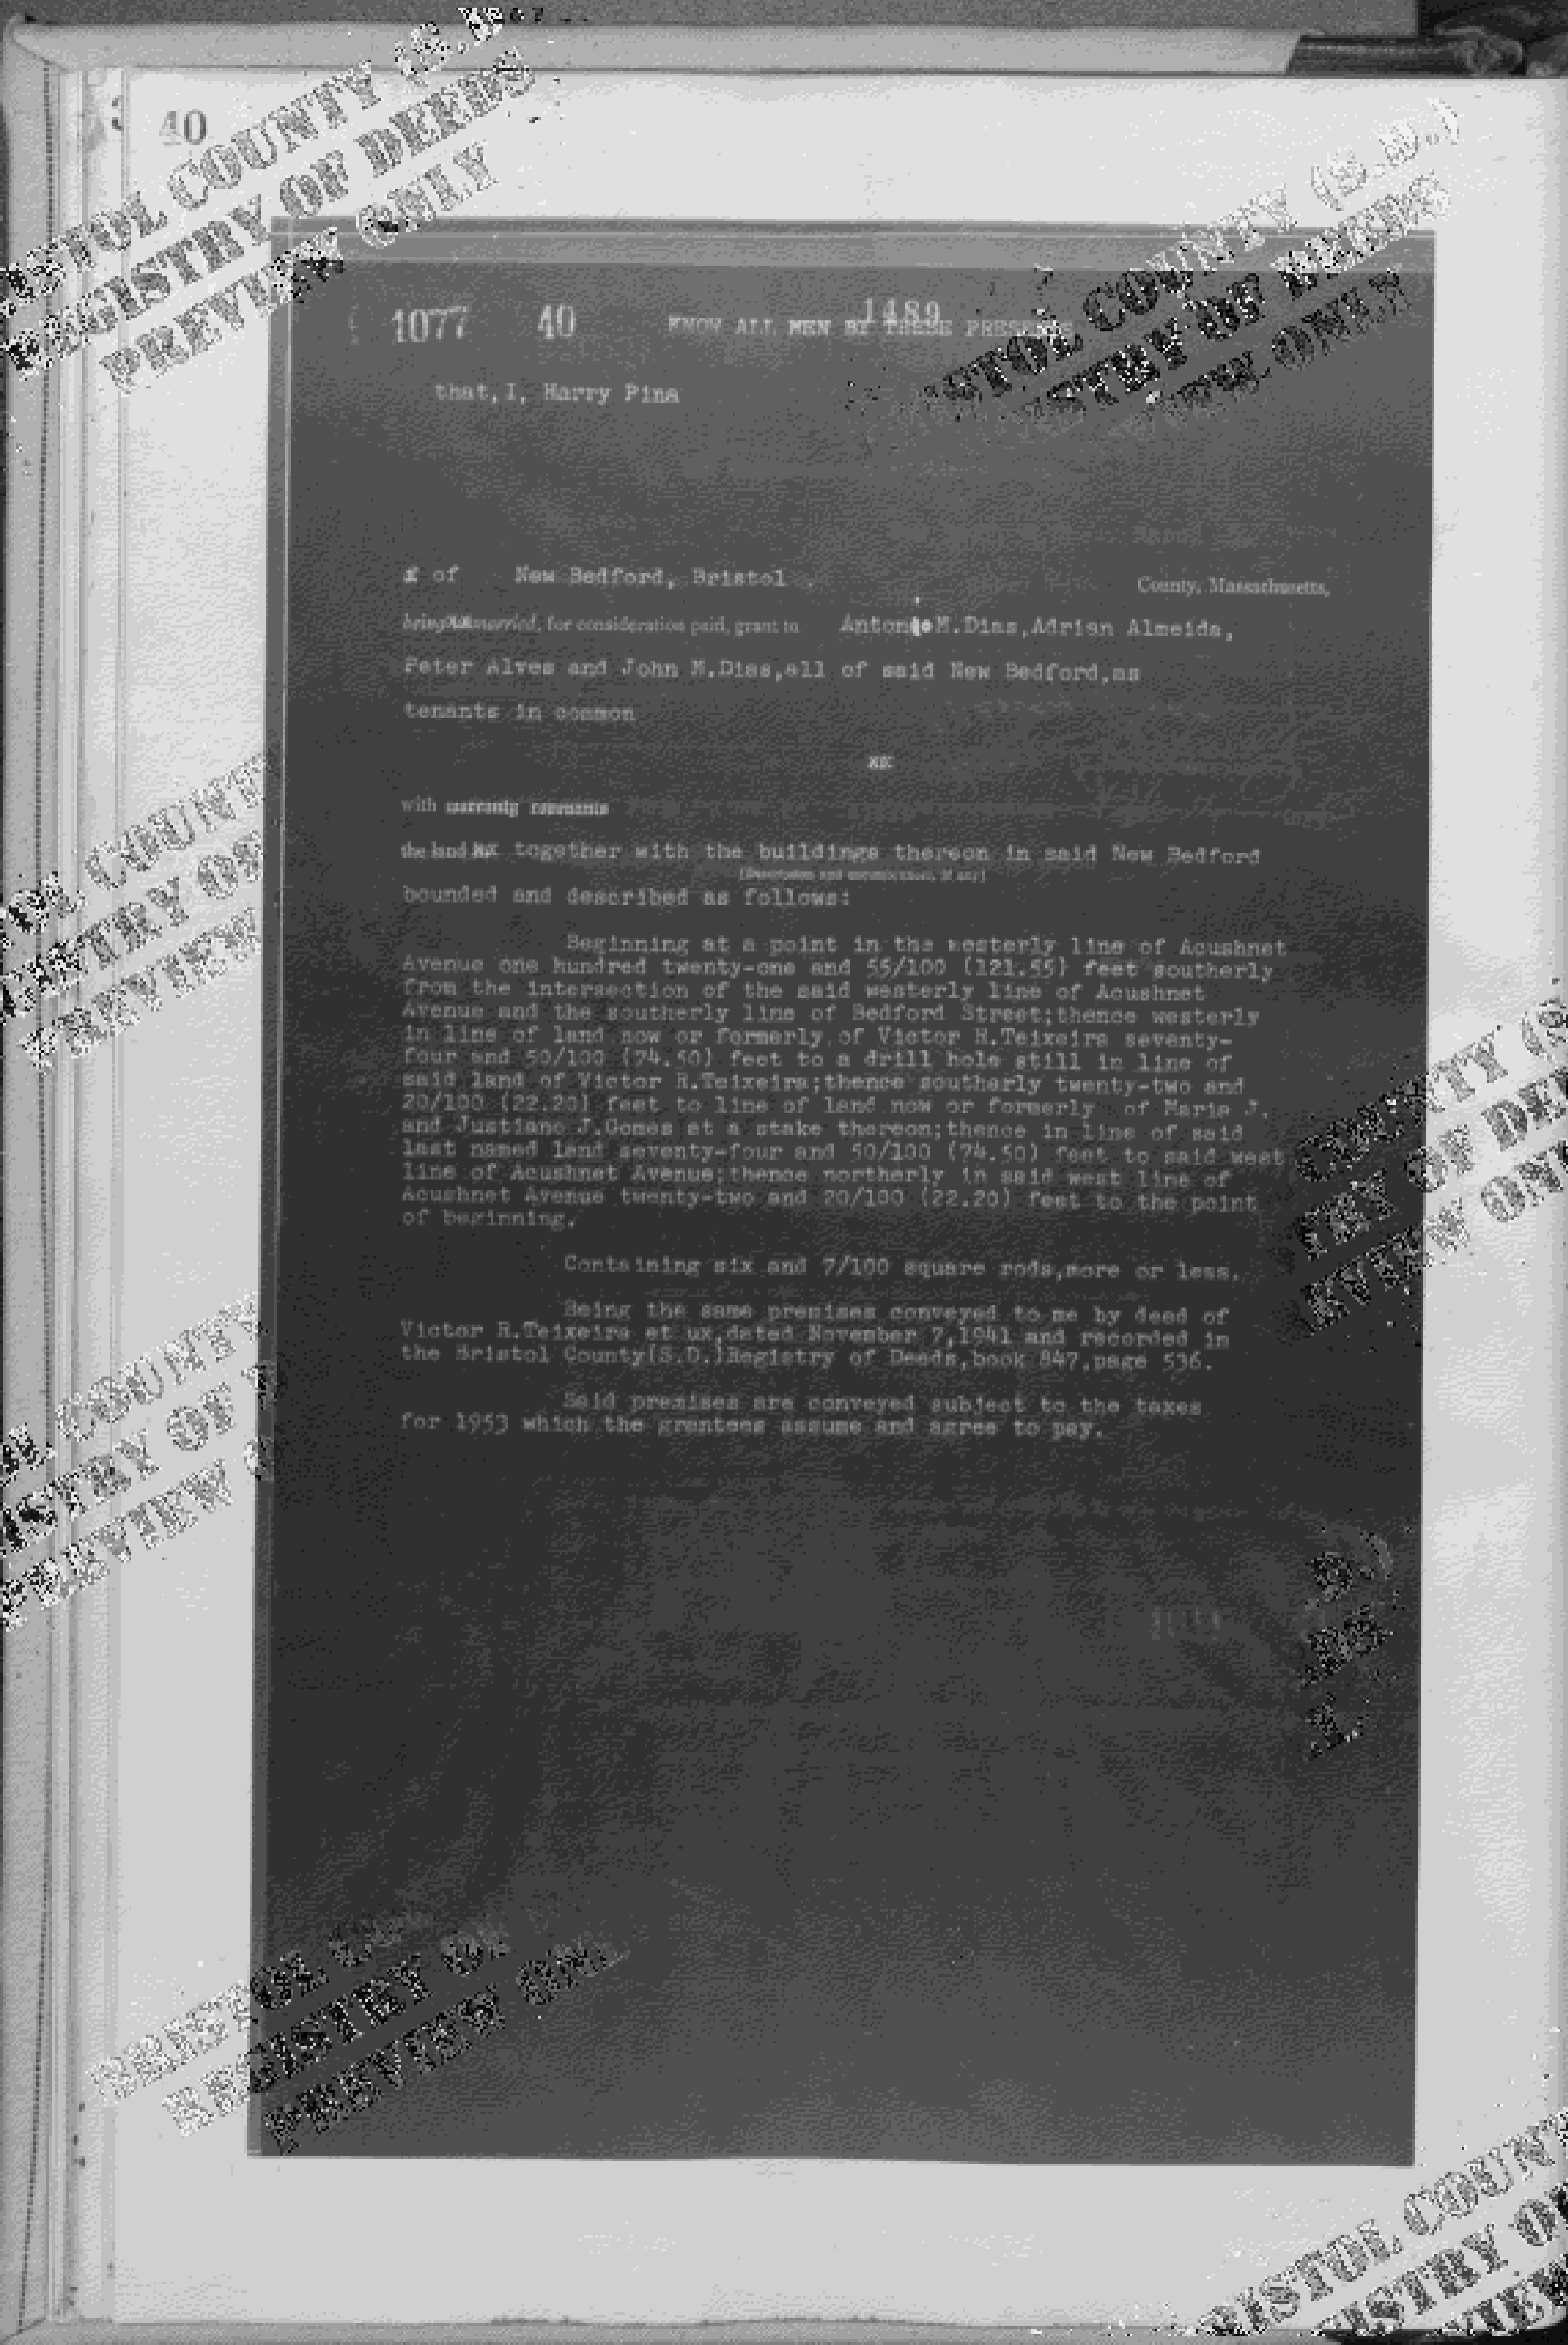 40
1077 40 1489
KNOW ALL MEN BY THESE PRESENTS
that,I, Harry Pina
x of New Bedford, Bristol County, Massachusetts,
being married, for consideration paid, grant to Antone M.Dias,Adrian Almeida,
Peter Alves and John M.Dias,all of said New Bedford,as
tenants in common
xx
with warranty covenants
the land xx together with the buildings thereon in said New Bedford
[Description and encumbrances, if any]
bounded and described as follows:
Beginning at a point in the westerly line of Acushnet
Avenue one hundred twenty-one and 55/100 (121.55) feet southerly
from the intersection of the said westerly line of Acushnet
Avenue and the southerly line of Bedford Street;thence westerly
in line of land now or formerly of Victor R.Teixeira seventy-
four and 50/100 (74.50) feet to a drill hole still in line of
said land of Victor R.Teixeira;thence southerly twenty-two and
20/100 (22.20) feet to line of land now or formerly of Maria J.
and Justiano J.Gomes at a stake thereon;thence in line of said
last named land seventy-four and 50/100 (74.50) feet to said west
line of Acushnet Avenue;thence northerly in said west line of
Acushnet Avenue twenty-two and 20/100 (22.20) feet to the point
of beginning.
Containing six and 7/100 square rods,more or less.
Being the same premises conveyed to me by deed of
Victor R.Teixeira et ux,dated November 7,1941 and recorded in
the Bristol County(S.D.)Registry of Deeds,book 847,page 536.
Said premises are conveyed subject to the taxes
for 1953 which the grantees assume and agree to pay.